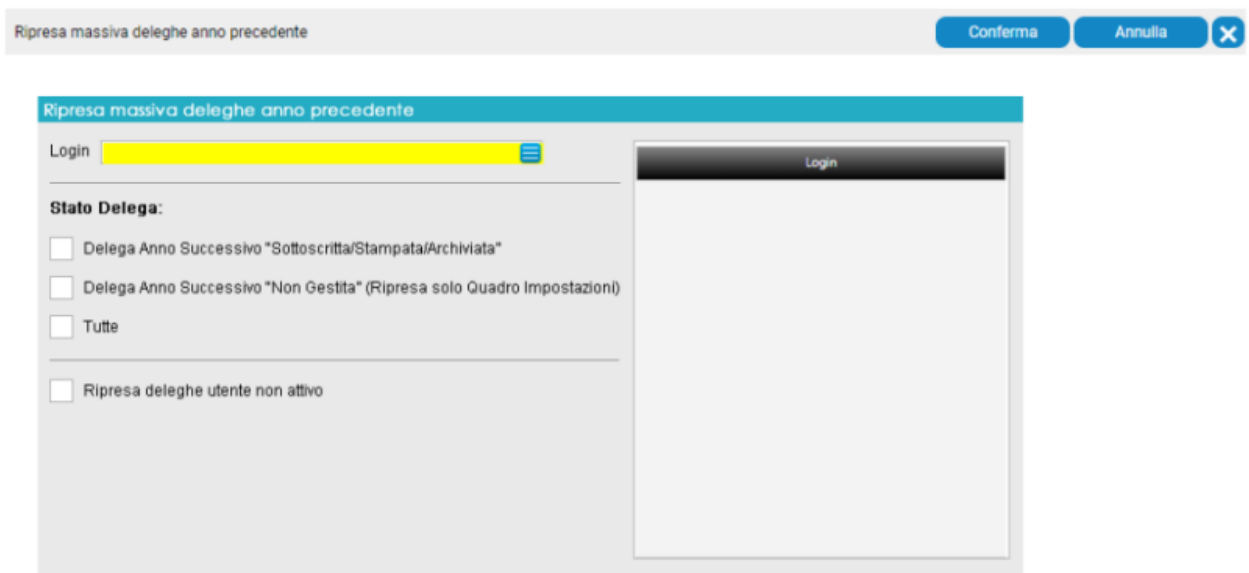 Ripresa massiva deleghe anno precedente
Conferma
Annulla
Ripresa massiva deleghe anno precedente
Login
Login
Stato Delega:
Delega Anno Successivo "Sottoscritta/Stampata/Archiviata"
Delega Anno Successivo "Non Gestita" (Ripresa solo Quadro Impostazioni)
Tutte
Ripresa deleghe utente non attivo